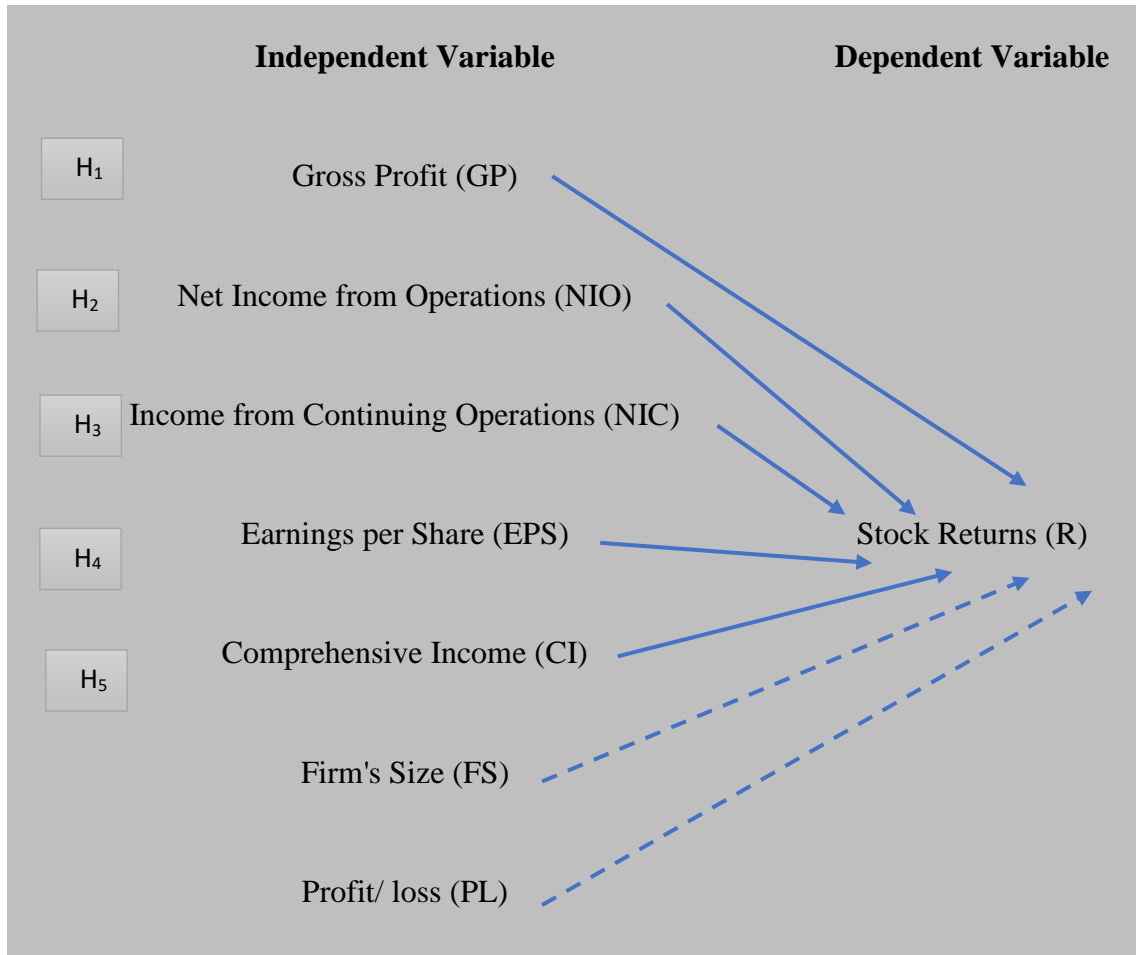 Independent Variable Dependent Variable
H₁ Gross Profit (GP)
H₂ Net Income from Operations (NIO)
H₃ Income from Continuing Operations (NIC)
H₄ Earnings per Share (EPS) Stock Returns (R)
H₅ Comprehensive Income (CI)
Firm's Size (FS)
Profit/ loss (PL)